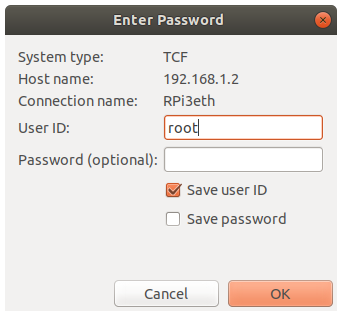 Enter Password
System type: TCF
Host name: 192.168.1.2
Connection name: RPi3eth
User ID: root
Password (optional):
Save user ID
Save password
Cancel OK